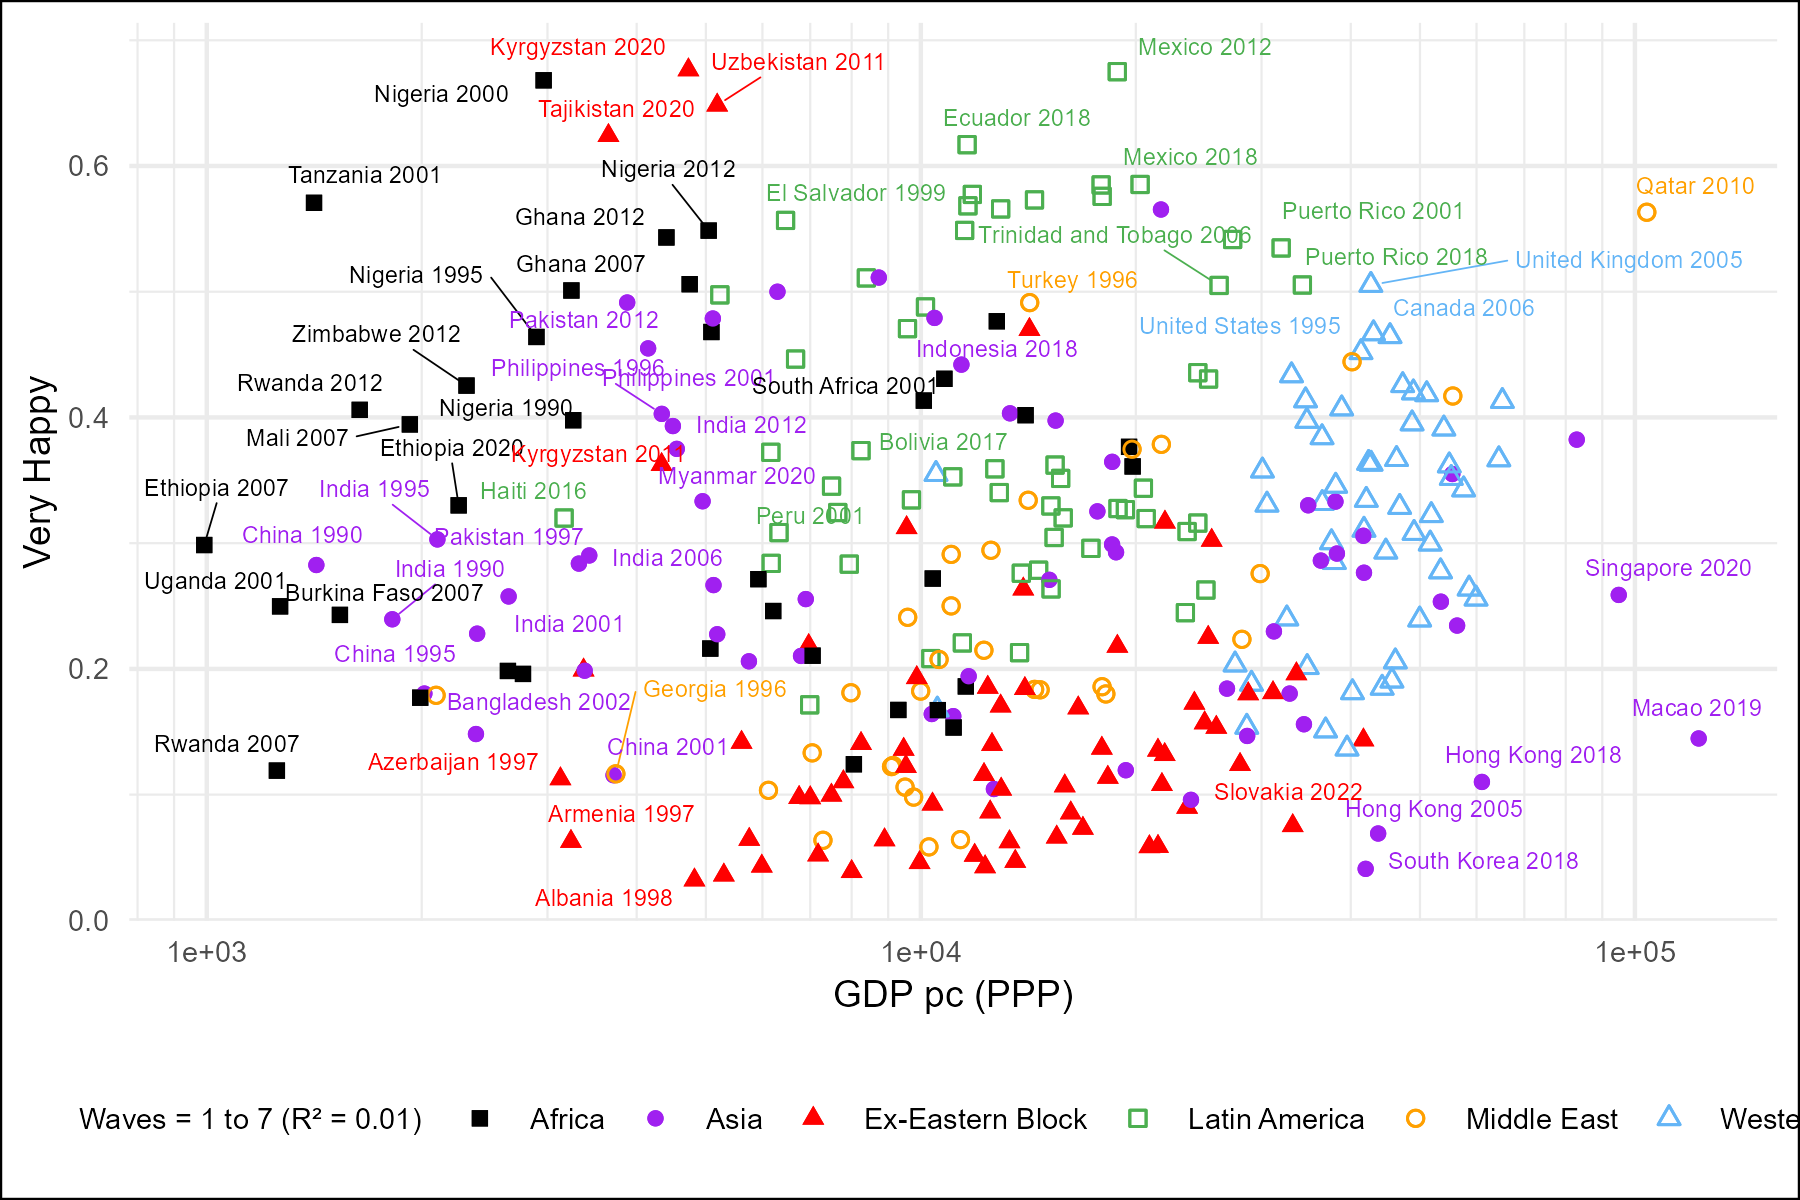 Kyrgyzstan 2020
Mexico 2012
Uzbekistan 2011
Nigeria 2000
Tajikistan 2020
Ecuador 2018
Mexico 2018
0.6
Nigeria 2012
Tanzania 2001
Qatar 2010
El Salvador 1999
Puerto Rico 2001
Ghana 2012
Trinidad and Tobago 2006
Puerto Rico 2018
United Kingdom 2005
Ghana 2007
Nigeria 1995
Turkey 1996
Canada 2006
Pakistan 2012
United States 1995
Zimbabwe 2012
Indonesia 2018
Philippines 1996
Philippines 2001
Rwanda 2012
South Africa 2001
Nigeria 1990
0.4
India 2012
Mali 2007
Bolivia 2017
Ethiopia 2020
Kyrgyzstan 2011
Myanmar 2020
Ethiopia 2007
India 1995
Haiti 2016
Peru 2001
China 1990
Pakistan 1997
India 2006
India 1990
Singapore 2020
Uganda 2001
Burkina Faso 2007
India 2001
China 1995
0.2
Georgia 1996
Bangladesh 2002
Macao 2019
Rwanda 2007
China 2001
Hong Kong 2018
Azerbaijan 1997
Slovakia 2022
Armenia 1997
Hong Kong 2005
South Korea 2018
Albania 1998
0.0
Very Happy
1e+03 1e+04 1e+05
GDP pc (PPP)
Waves = 1 to 7 (R² = 0.01) Africa Asia Ex-Eastern Block Latin America Middle East Weste